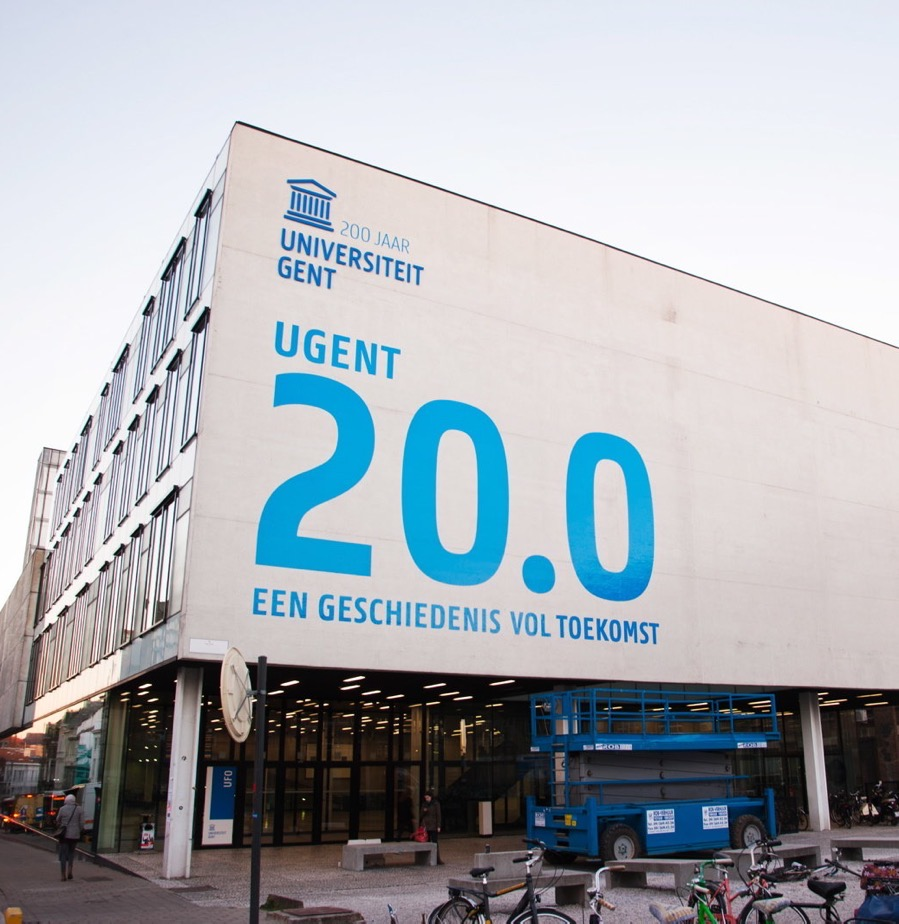 200 JAAR
UNIVERSITEIT
GENT
UGENT
20.0
EEN GESCHIEDENIS VOL TOEKOMST
UFO